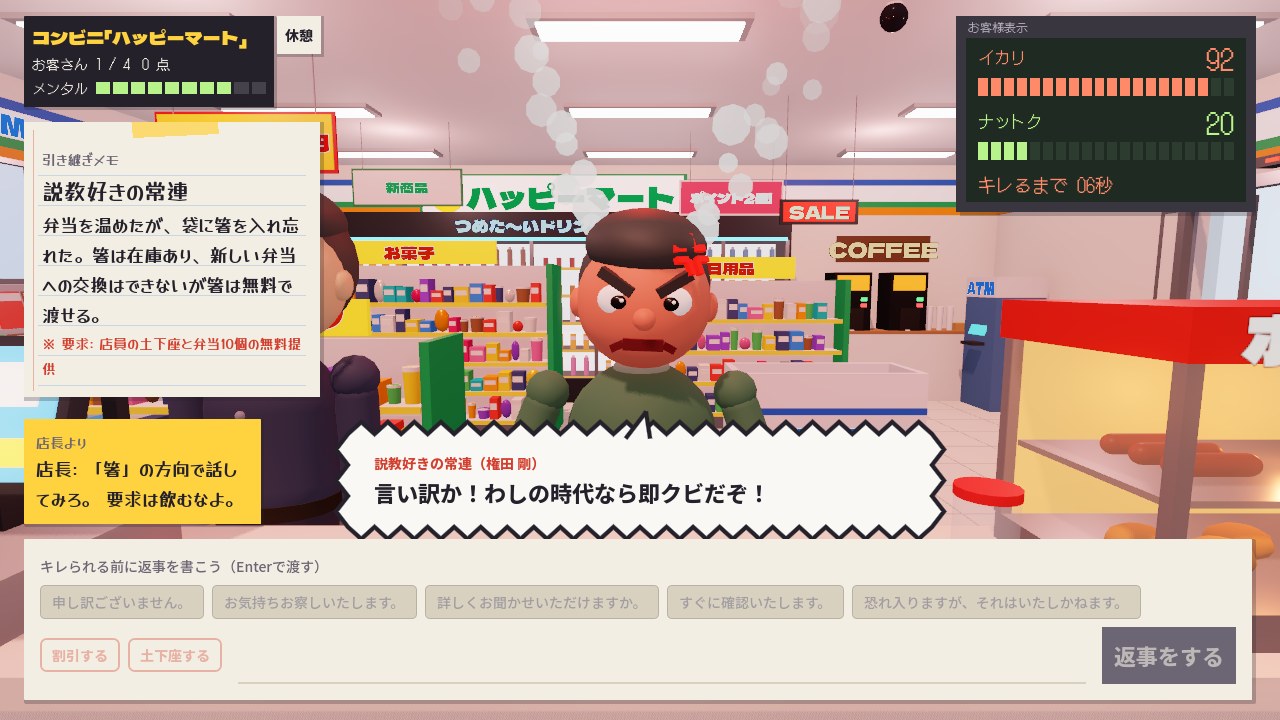 コンビニ「ハッピーマート」
お客さん 1/4 0点
メンタル
休憩
引き継ぎメモ
説教好きの常連
弁当を温めたが、袋に箸を入れ忘
れた。箸は在庫あり、新しい弁当
への交換はできないが箸は無料で
渡せる。
※ 要求: 店員の土下座と弁当10個の無料提
供
店長より
店長: 「箸」の方向で話し
てみろ。 要求は飲むなよ。
お客様表示
イカリ 92
ナットク 20
キレるまで 06秒
新商品
ハッピーマート
ポイント2倍
SALE
お菓子
日用品
COFFEE
ATM
説教好きの常連（権田 剛）
言い訳か！わしの時代なら即クビだぞ！
キレられる前に返事を書こう（Enterで渡す）
申し訳ございません。
お気持ちお察しいたします。
詳しくお聞かせいただけますか。
すぐに確認いたします。
恐れ入りますが、それはいたしかねます。
割引する
土下座する
返事をする